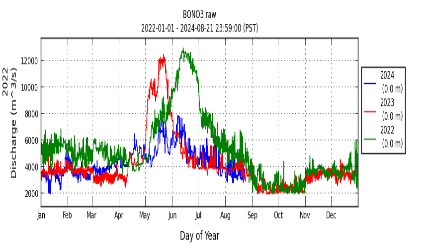 BONO3 raw
2022-01-01 - 2024-08-21 23:59:00 (PST)
2022
Discharge (m^3/s)
12000
10000
8000
6000
4000
2000
Jan Feb Mar Apr May Jun Jul Aug Sep Oct Nov Dec
Day of Year
2024
(0.0 m)
2023
(0.0 m)
2022
(0.0 m)